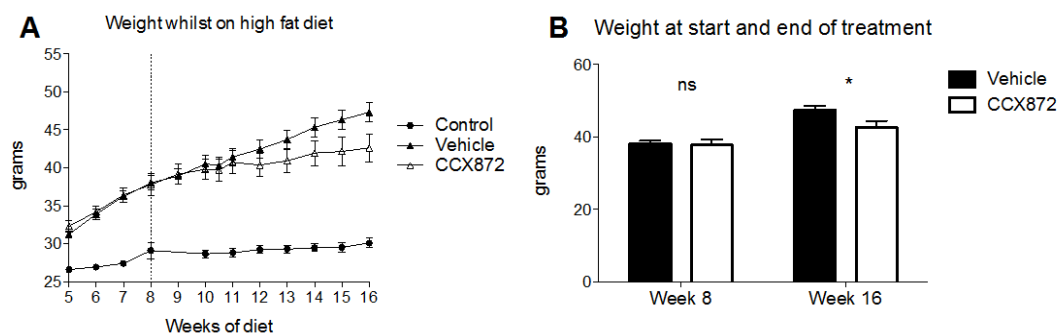 A
Weight whilst on high fat diet
55
50
45
40
35
30
25
grams
5 6 7 8 9 10 11 12 13 14 15 16
Weeks of diet
Control
Vehicle
CCX872
B
Weight at start and end of treatment
60
40
20
0
grams
ns
*
Week 8
Week 16
Vehicle
CCX872